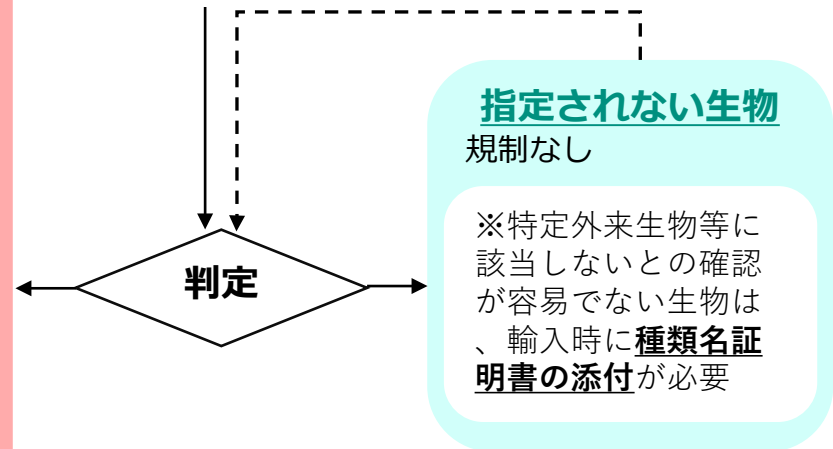 指定されない生物
規制なし
判定
※特定外来生物等に
該当しないとの確認
が容易でない生物は
、輸入時に種類名証
明書の添付が必要